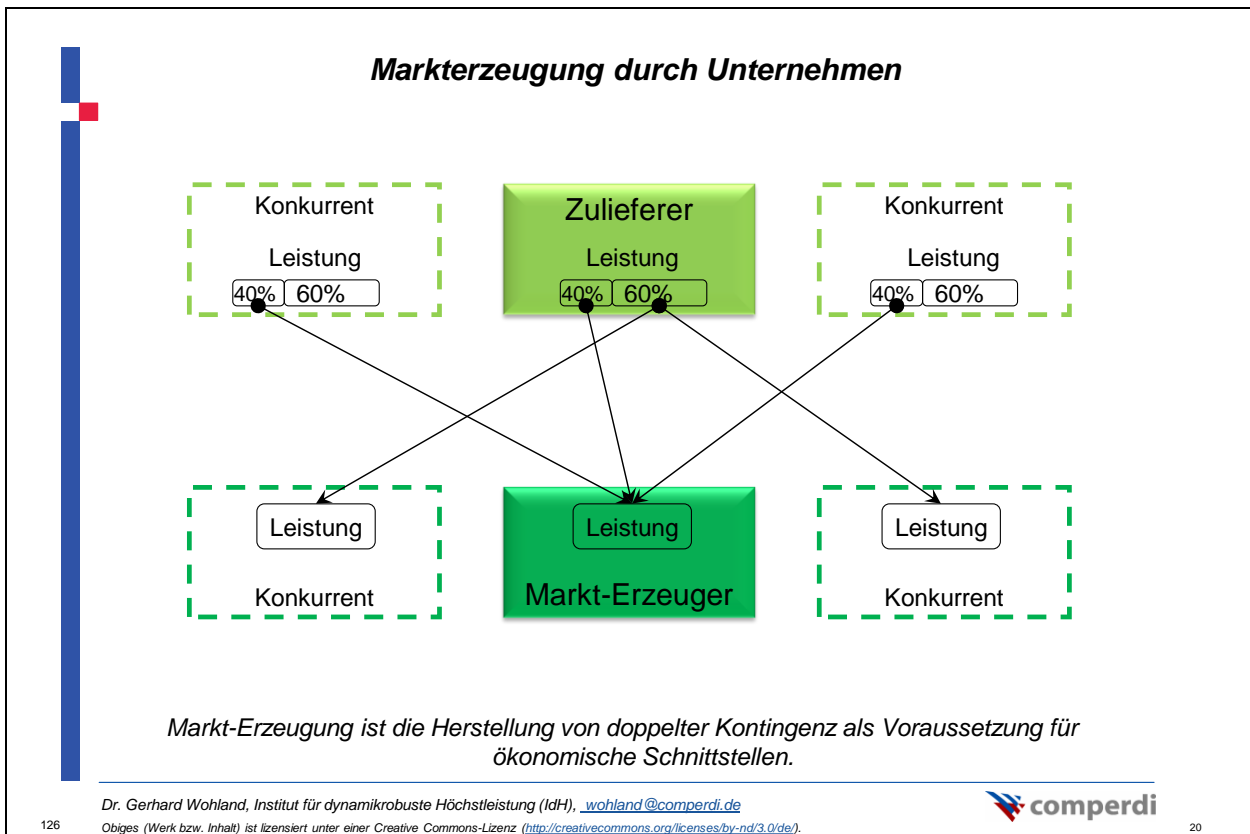 Markterzeugung durch Unternehmen
Konkurrent
Leistung
40% 60%
Zulieferer
Leistung
40% 60%
Konkurrent
Leistung
40% 60%
Leistung
Konkurrent
Leistung
Markt-Erzeuger
Leistung
Konkurrent
Markt-Erzeugung ist die Herstellung von doppelter Kontingenz als Voraussetzung für
ökonomische Schnittstellen.
Dr. Gerhard Wohland, Institut für dynamikrobuste Höchstleistung (IdH), wohland@comperdi.de
comperdi
126
Obiges (Werk bzw. Inhalt) ist lizensiert unter einer Creative Commons-Lizenz (http://creativecommons.org/licenses/by-nd/3.0/de/).
20